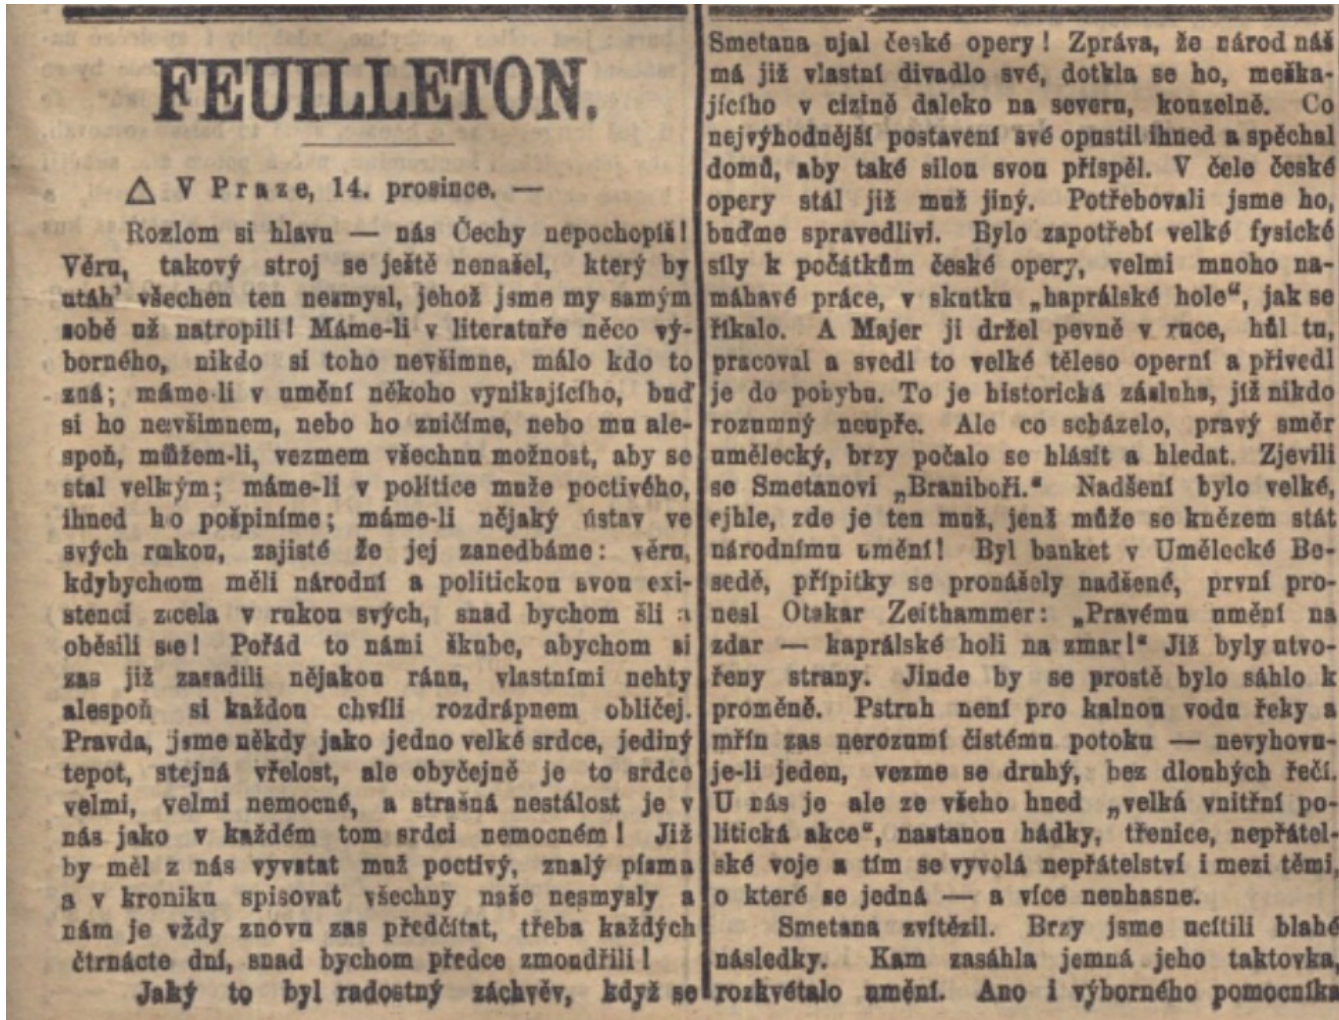 FEUILLETON.
△ V Praze, 14. prosince. —
Rozlom si hlavu — nás Čechy nepochopíš!
Věru, takový stroj se ještě nenašel, který by
utáh' všechen ten nesmysl, jehož jsme my samým
sobě už natropili! Máme-li v literatuře něco vý-
borného, nikdo si toho nevšimne, málo kdo to
zná; máme-li v umění někoho vynikajícího, buď
si ho nevšimnem, nebo ho zničíme, nebo mu ale-
spoň, můžem-li, vezmem všechnu možnost, aby se
stal velkým; máme-li v politice muže poctivého,
ihned ho pošpiníme; máme-li nějaký ústav ve
svých rukou, zajisté že jej zanedbáme: věru,
kdybychom měli národní a politickou svou exi-
stenci zcela v rukou svých, snad bychom šli a
oběsili se! Pořád to námi škube, abychom si
zas již zasadili nějakou ránu, vlastními nehty
alespoň si každou chvíli rozdrápnem obličej.
Pravda, jsme někdy jako jedno velké srdce, jediný
tepot, stejná vřelost, ale obyčejně je to srdce
velmi, velmi nemocné, a strašná nestálost je v
nás jako v každém tom srdci nemocném! Již
by měl z nás vyvstat muž poctivý, znalý písma
a v kroniku spisovat všechny naše nesmysly a
nám je vždy znovu zas předčítat, třeba každých
čtrnácte dní, snad bychom předce zmoudřili!
Jaký to byl radostný záchvěv, když se
Smetana ujal české opery! Zpráva, že národ náš
má již vlastní divadlo své, dotkla se ho, meška-
jícího v cizině daleko na severu, kouzelně. Co
nejvýhodnější postavení své opustil ihned a spěchal
domů, aby také silou svou přispěl. V čele české
opery stál již muž jiný. Potřebovali jsme ho,
buďme spravedlivi. Bylo zapotřebí velké fysické
síly k počátkům české opery, velmi mnoho na-
máhavé práce, v skutku „haprálské hole“, jak se
říkalo. A Majer ji držel pevně v ruce, hůl tu,
pracoval a svedl to velké těleso operní a přivedl
je do pohybu. To je historická zásluha, jíž nikdo
rozumný neupře. Ale co scházelo, pravý směr
umělecký, brzy počalo se hlásit a hledat. Zjevili
se Smetanovi „Braniboři.“ Nadšení bylo velké,
ejhle, zde je ten muž, jenž může se knězem stát
národnímu umění! Byl banket v Umělecké Be-
sedě, přípitky se pronášely nadšené, první pro-
nesl Otakar Zeithammer: „Pravému umění na
zdar — kaprálské holi na zmar!“ Již byly utvo-
řeny strany. Jinde by se prostě bylo sáhlo k
proměně. Pstruh není pro kalnou vodu řeky a
mřín zas nerozumí čistému potoku — nevyhovu-
je-li jeden, vezme se druhý, bez dlouhých řečí.
U nás je ale ze všeho hned „velká vnitřní po-
litická akce“, nastanou hádky, třenice, nepřátel-
ské voje a tím se vyvolá nepřátelství i mezi těmi,
o které se jedná — a více neuhasne.
Smetana zvítězil. Brzy jsme ucítili blahé
následky. Kam zasáhla jemná jeho taktovka,
rozkvétalo umění. Ano i výborného pomocníka